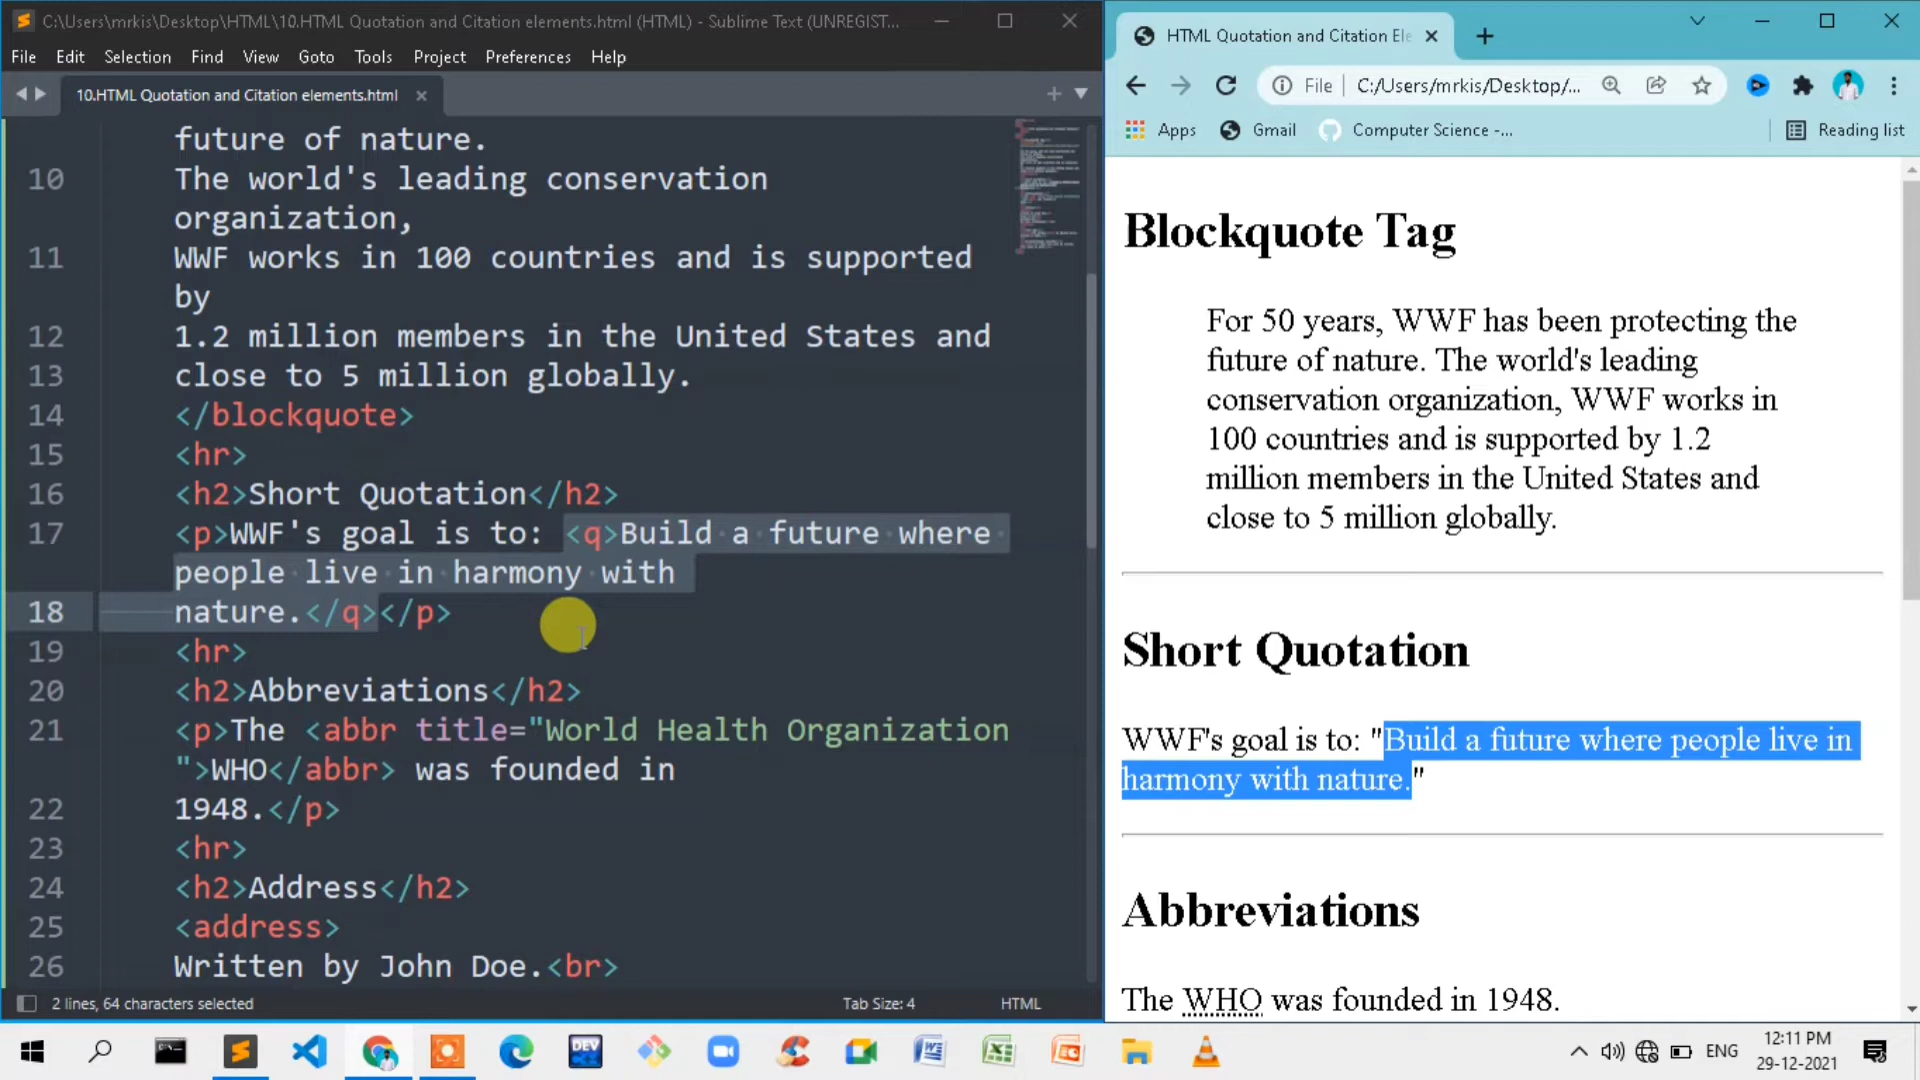 C:\Users\mrkis\Desktop\HTML\10.HTML Quotation and Citation elements.html (HTML) - Sublime Text (UNREGIST...
File Edit Selection Find View Goto Tools Project Preferences Help
10.HTML Quotation and Citation elements.html
future of nature.
10 The world's leading conservation
organization,
11 WWF works in 100 countries and is supported
by
12 1.2 million members in the United States and
13 close to 5 million globally.
14 </blockquote>
15 <hr>
16 <h2>Short Quotation</h2>
17 <p>WWF's goal is to: <q>Build a future where
people live in harmony with
18 nature.</q></p>
19 <hr>
20 <h2>Abbreviations</h2>
21 <p>The <abbr title="World Health Organization
">WHO</abbr> was founded in
22 1948.</p>
23 <hr>
24 <h2>Address</h2>
25 <address>
26 Written by John Doe.<br>
2 lines, 64 characters selected Tab Size: 4 HTML
HTML Quotation and Citation Ele
File C:/Users/mrkis/Desktop/...
Apps Gmail Computer Science -... Reading list
Blockquote Tag
For 50 years, WWF has been protecting the
future of nature. The world's leading
conservation organization, WWF works in
100 countries and is supported by 1.2
million members in the United States and
close to 5 million globally.
Short Quotation
WWF's goal is to: "Build a future where people live in
harmony with nature."
Abbreviations
The WHO was founded in 1948.
DEV
ENG
12:11 PM
29-12-2021